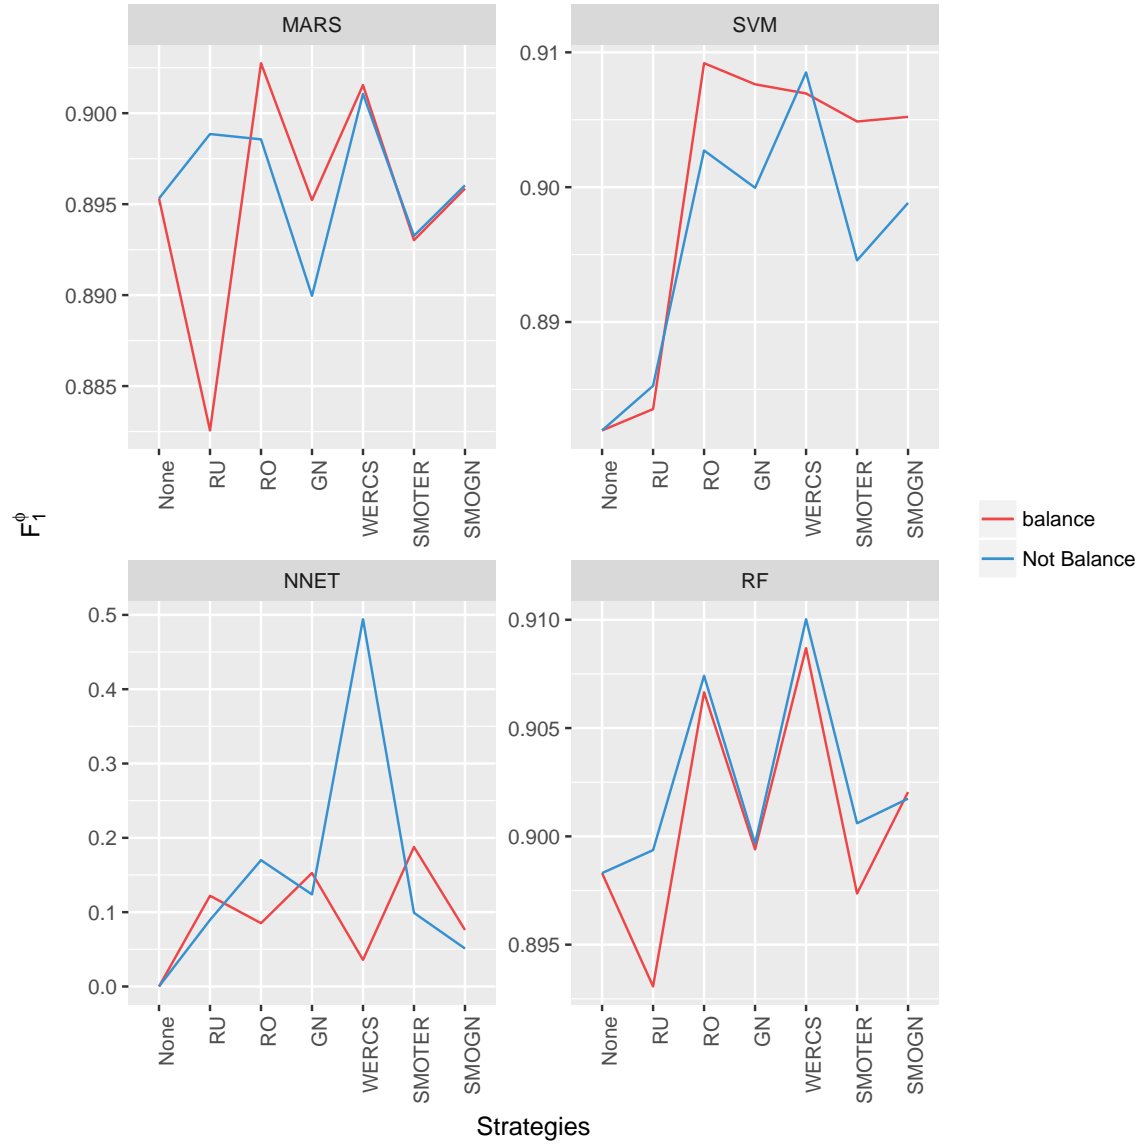 MARS
SVM
0.900
0.895
0.890
0.885
0.91
0.90
0.89
None
RU
RO
GN
WERCS
SMOTER
SMOGN
None
RU
RO
GN
WERCS
SMOTER
SMOGN
F₁^ϕ
balance
Not Balance
NNET
RF
0.5
0.4
0.3
0.2
0.1
0.0
0.910
0.905
0.900
0.895
None
RU
RO
GN
WERCS
SMOTER
SMOGN
None
RU
RO
GN
WERCS
SMOTER
SMOGN
Strategies